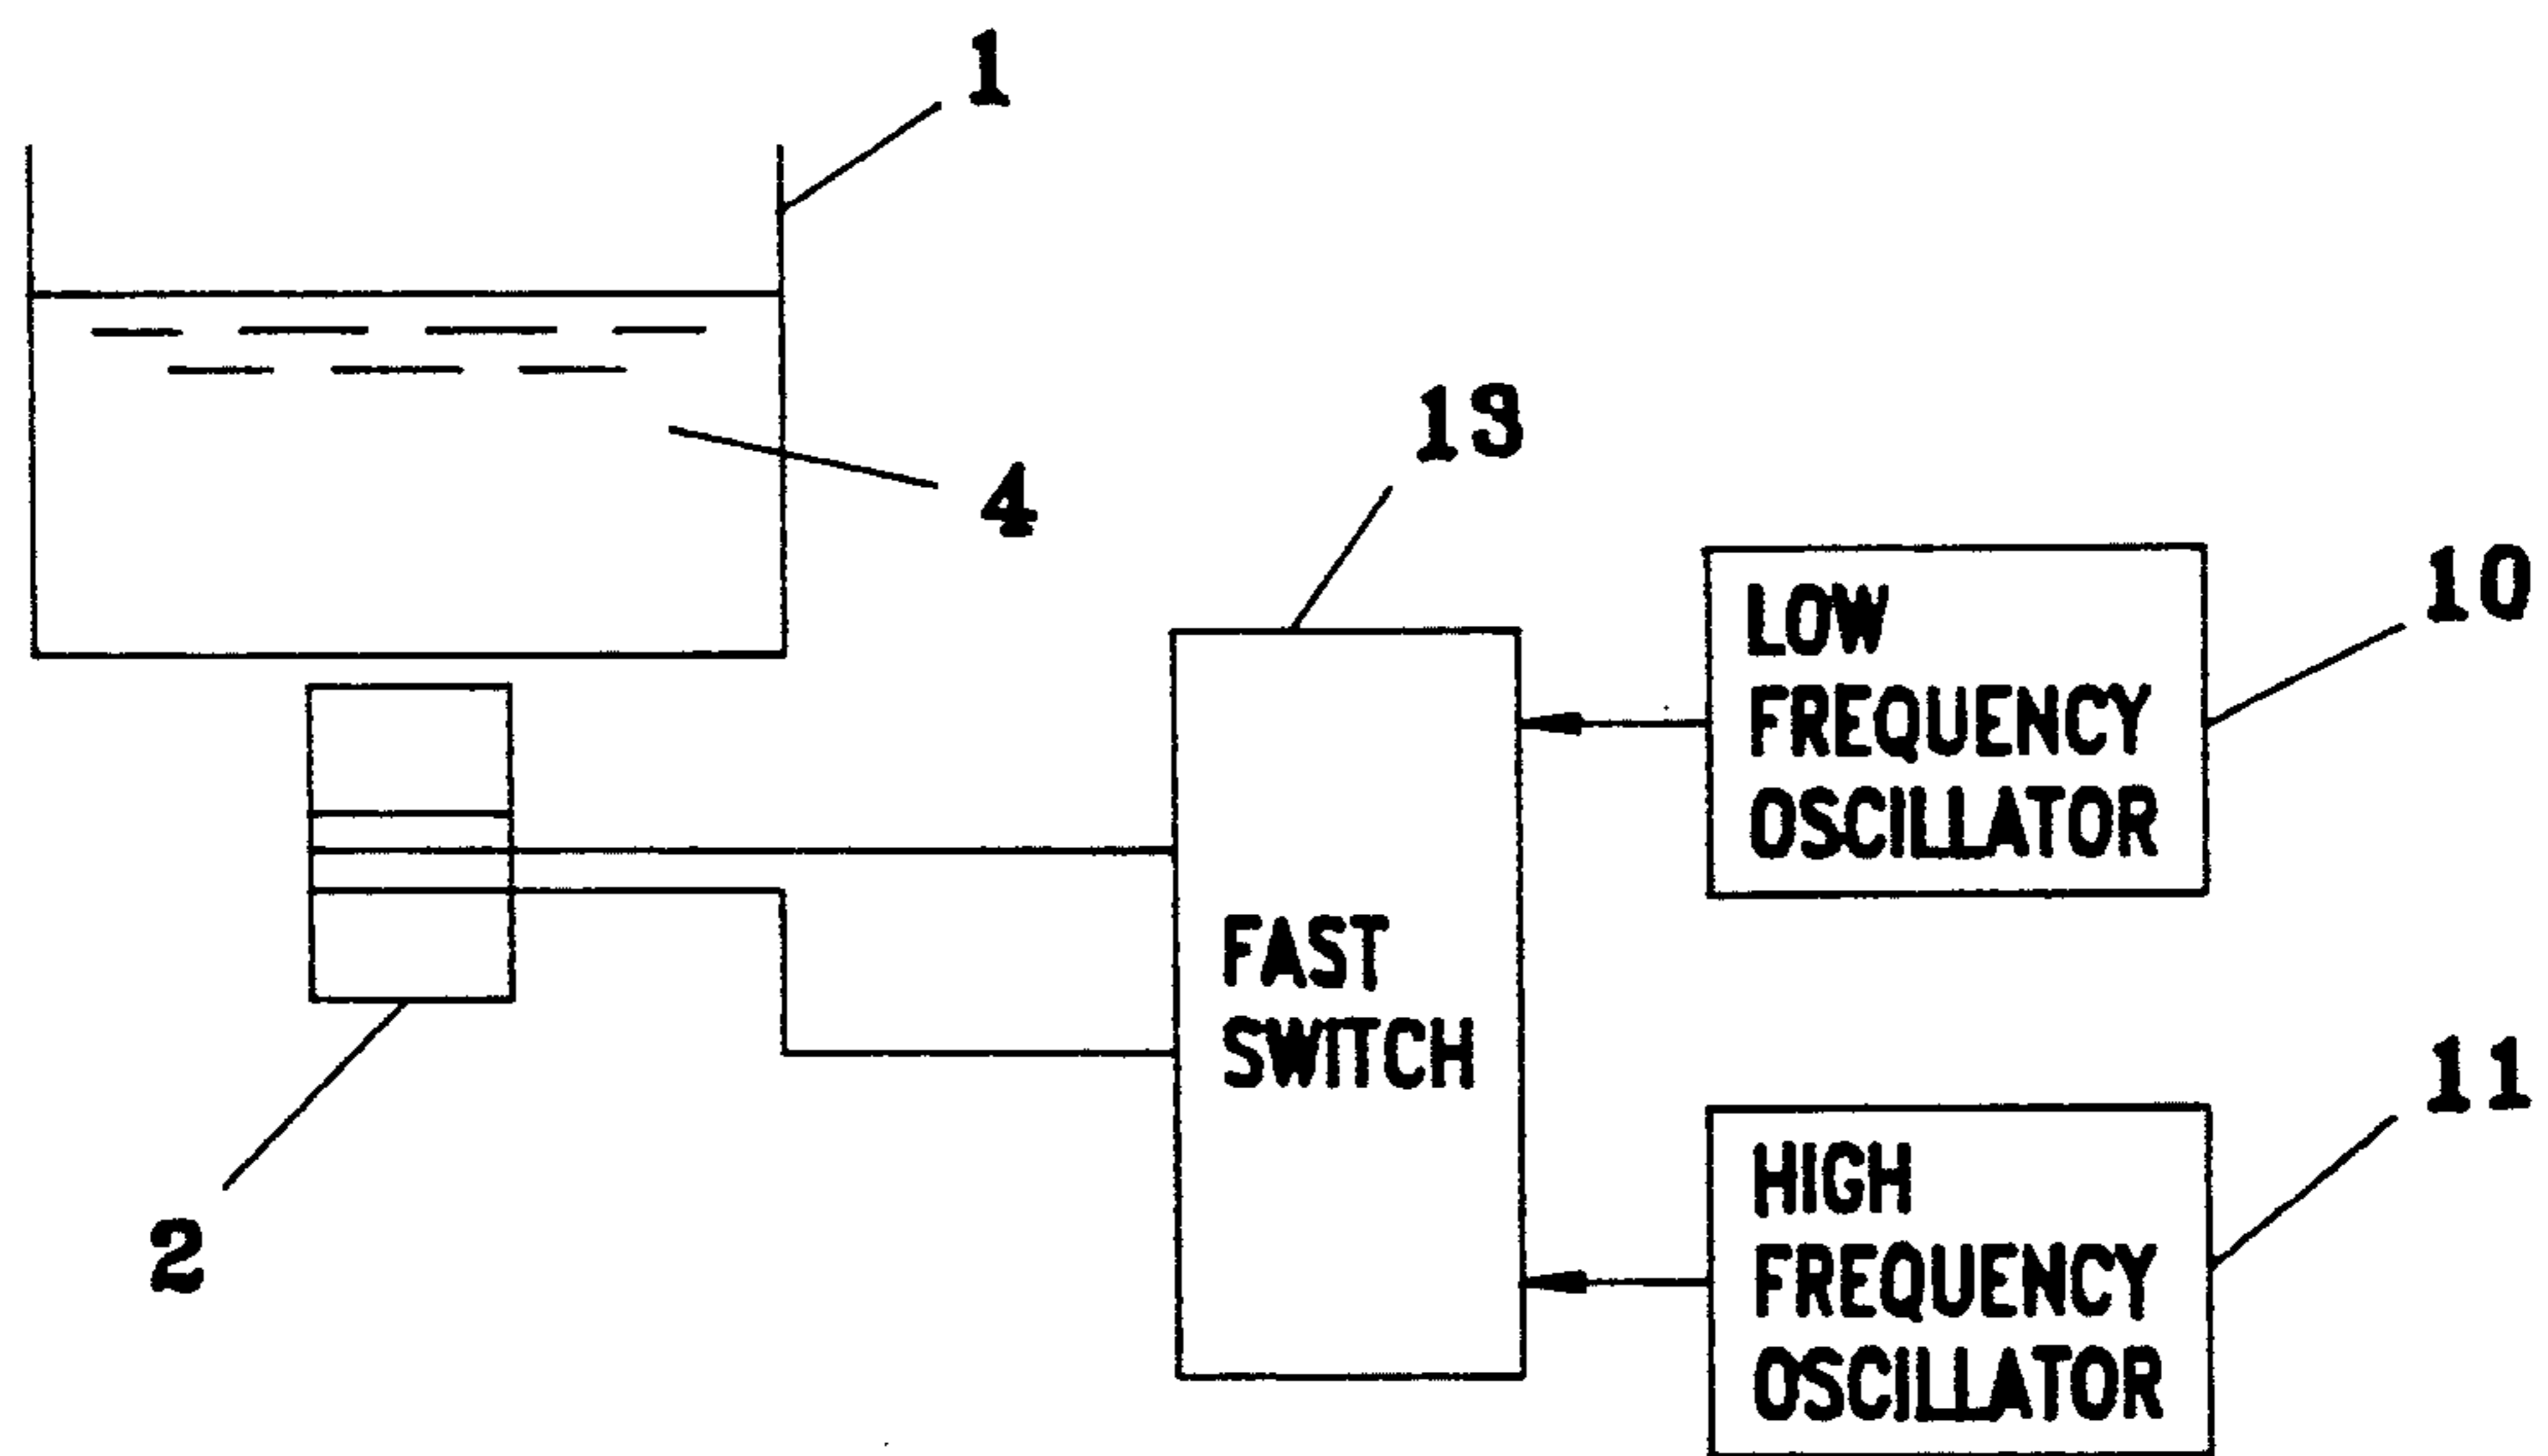 1
4
13
LOW
FREQUENCY
OSCILLATOR
10
FAST
SWITCH
2
HIGH
FREQUENCY
OSCILLATOR
11